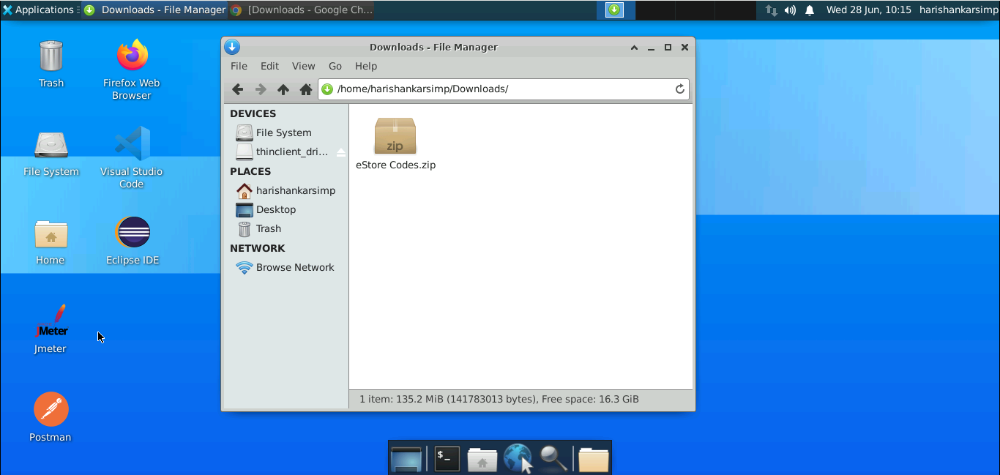 Applications
Downloads - File Manager
[Downloads - Google Ch...
Wed 28 Jun, 10:15
harishankarsimp
Trash
Firefox Web
Browser
File System
Visual Studio
Code
Home
Eclipse IDE
JMeter
Jmeter
Postman
Downloads - File Manager
File
Edit
View
Go
Help
/home/harishankarsimp/Downloads/
DEVICES
File System
thinclient_dri...
PLACES
harishankarsimp
Desktop
Trash
NETWORK
Browse Network
zip
eStore Codes.zip
1 item: 135.2 MiB (141783013 bytes), Free space: 16.3 GiB
$_